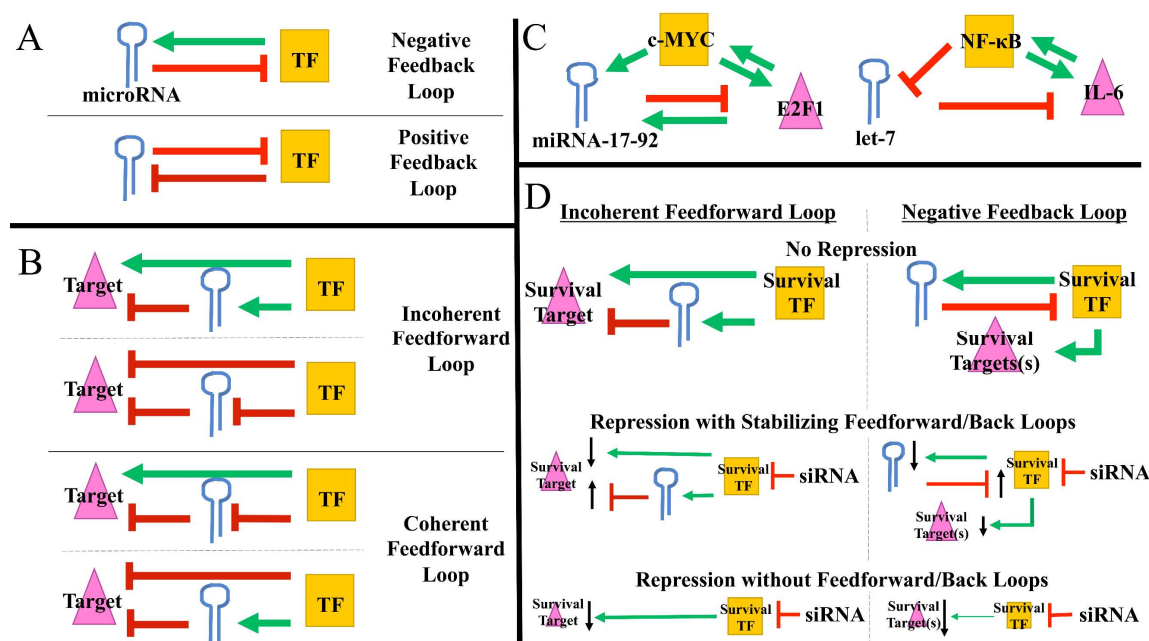 A
microRNA
TF
Negative
Feedback
Loop
TF
Positive
Feedback
Loop
B
Target
TF
Target
TF
Incoherent
Feedforward
Loop
Target
TF
Target
TF
Coherent
Feedforward
Loop
C
c-MYC
E2F1
miRNA-17-92
NF-κB
IL-6
let-7
D
Incoherent Feedforward Loop
Negative Feedback Loop
No Repression
Survival
Target
Survival
TF
Survival
TF
Survival
Targets(s)
Repression with Stabilizing Feedforward/Back Loops
Survival
Target
Survival
TF
siRNA
Survival
TF
siRNA
Survival
Target(s)
Repression without Feedforward/Back Loops
Survival
Target
Survival
TF
siRNA
Survival
Target(s)
Survival
TF
siRNA